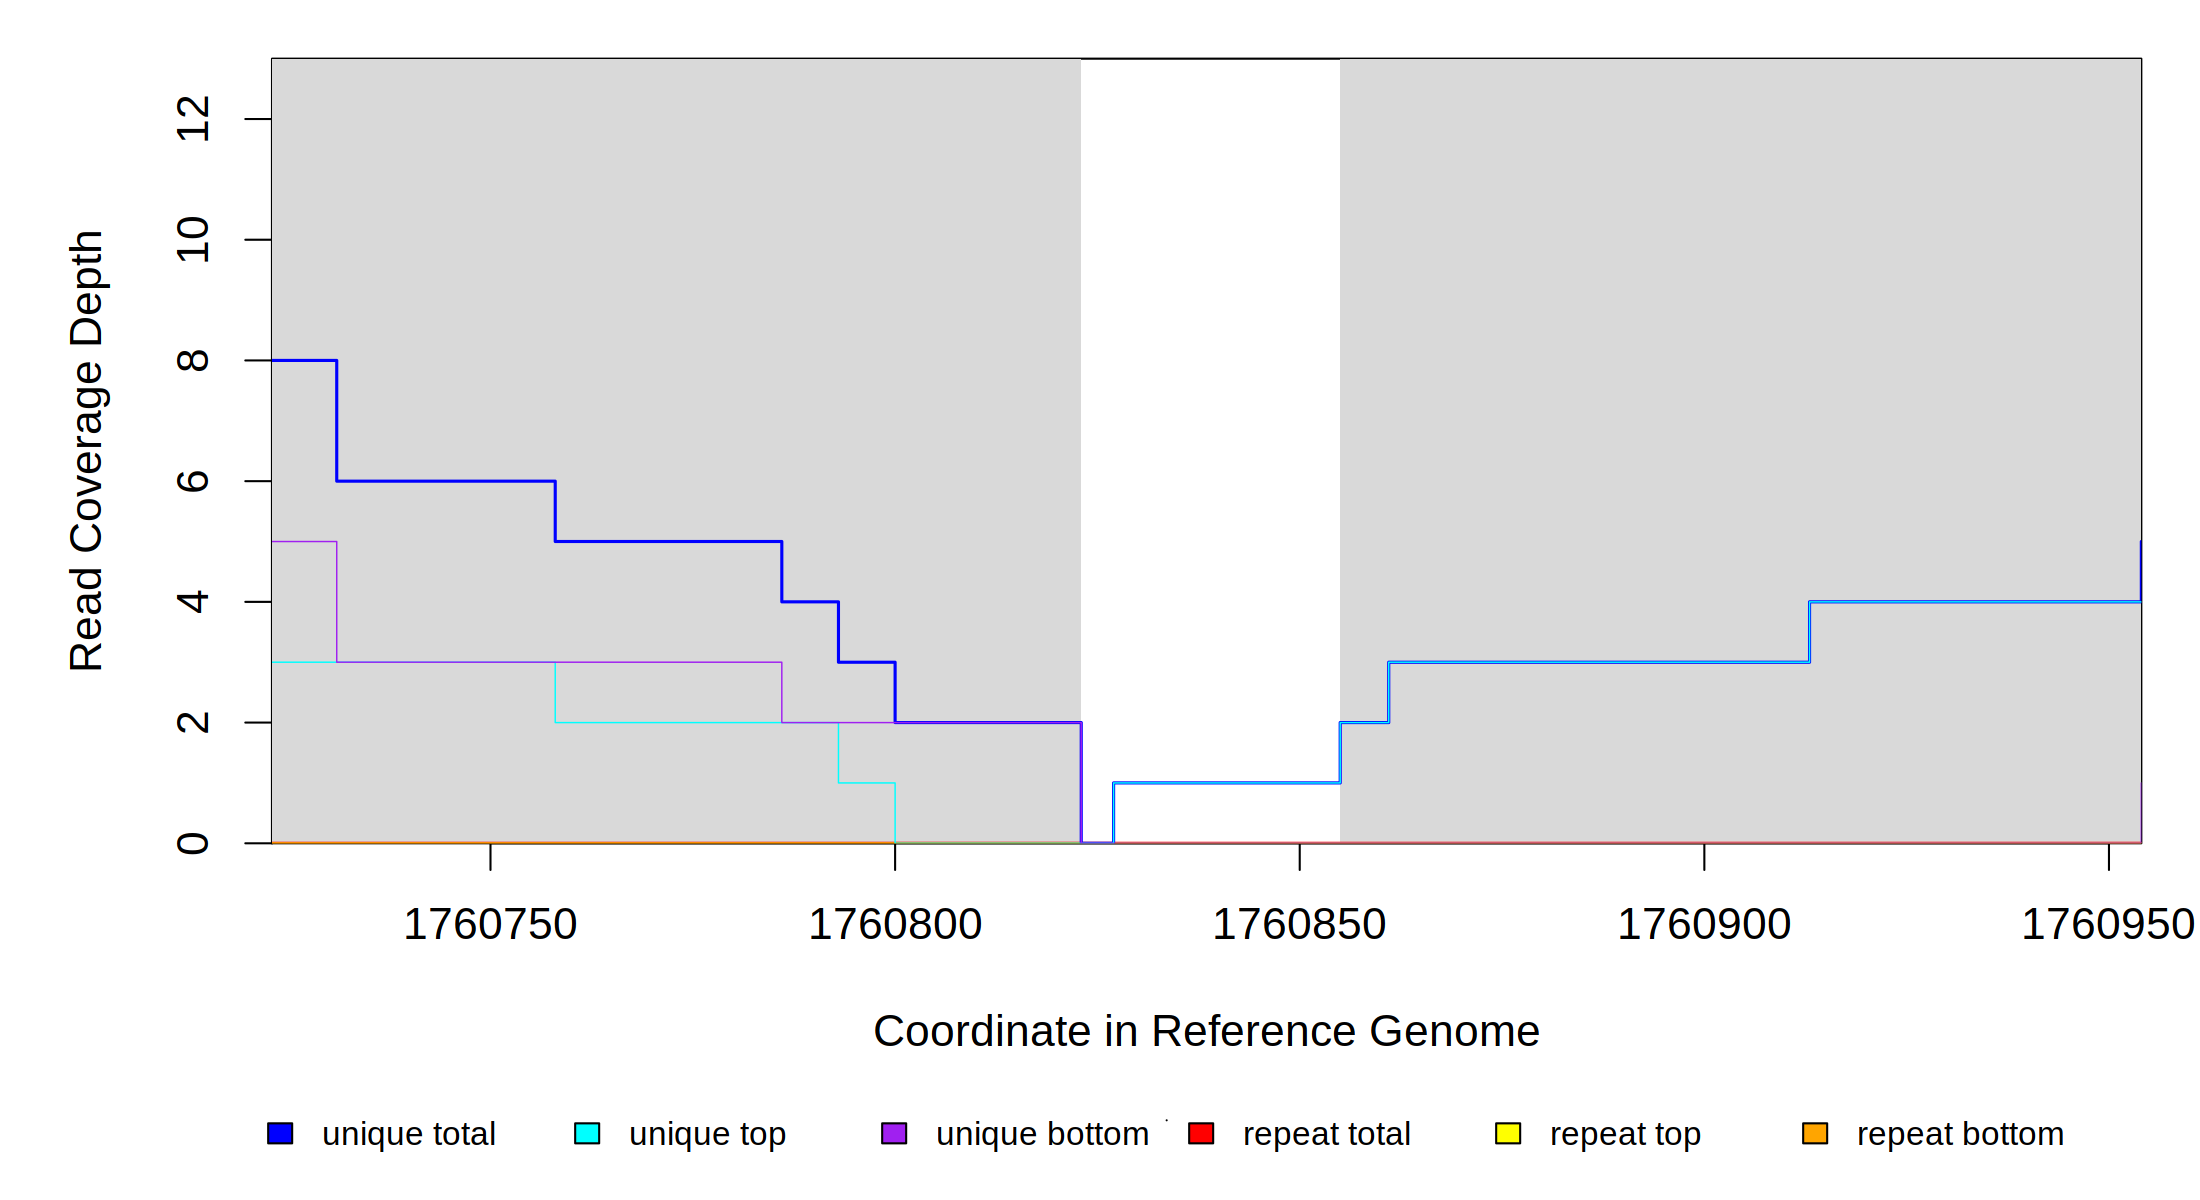 12
10
8
6
4
2
0
Read Coverage Depth
1760750 1760800 1760850 1760900 1760950
Coordinate in Reference Genome
unique total unique top unique bottom repeat total repeat top repeat bottom